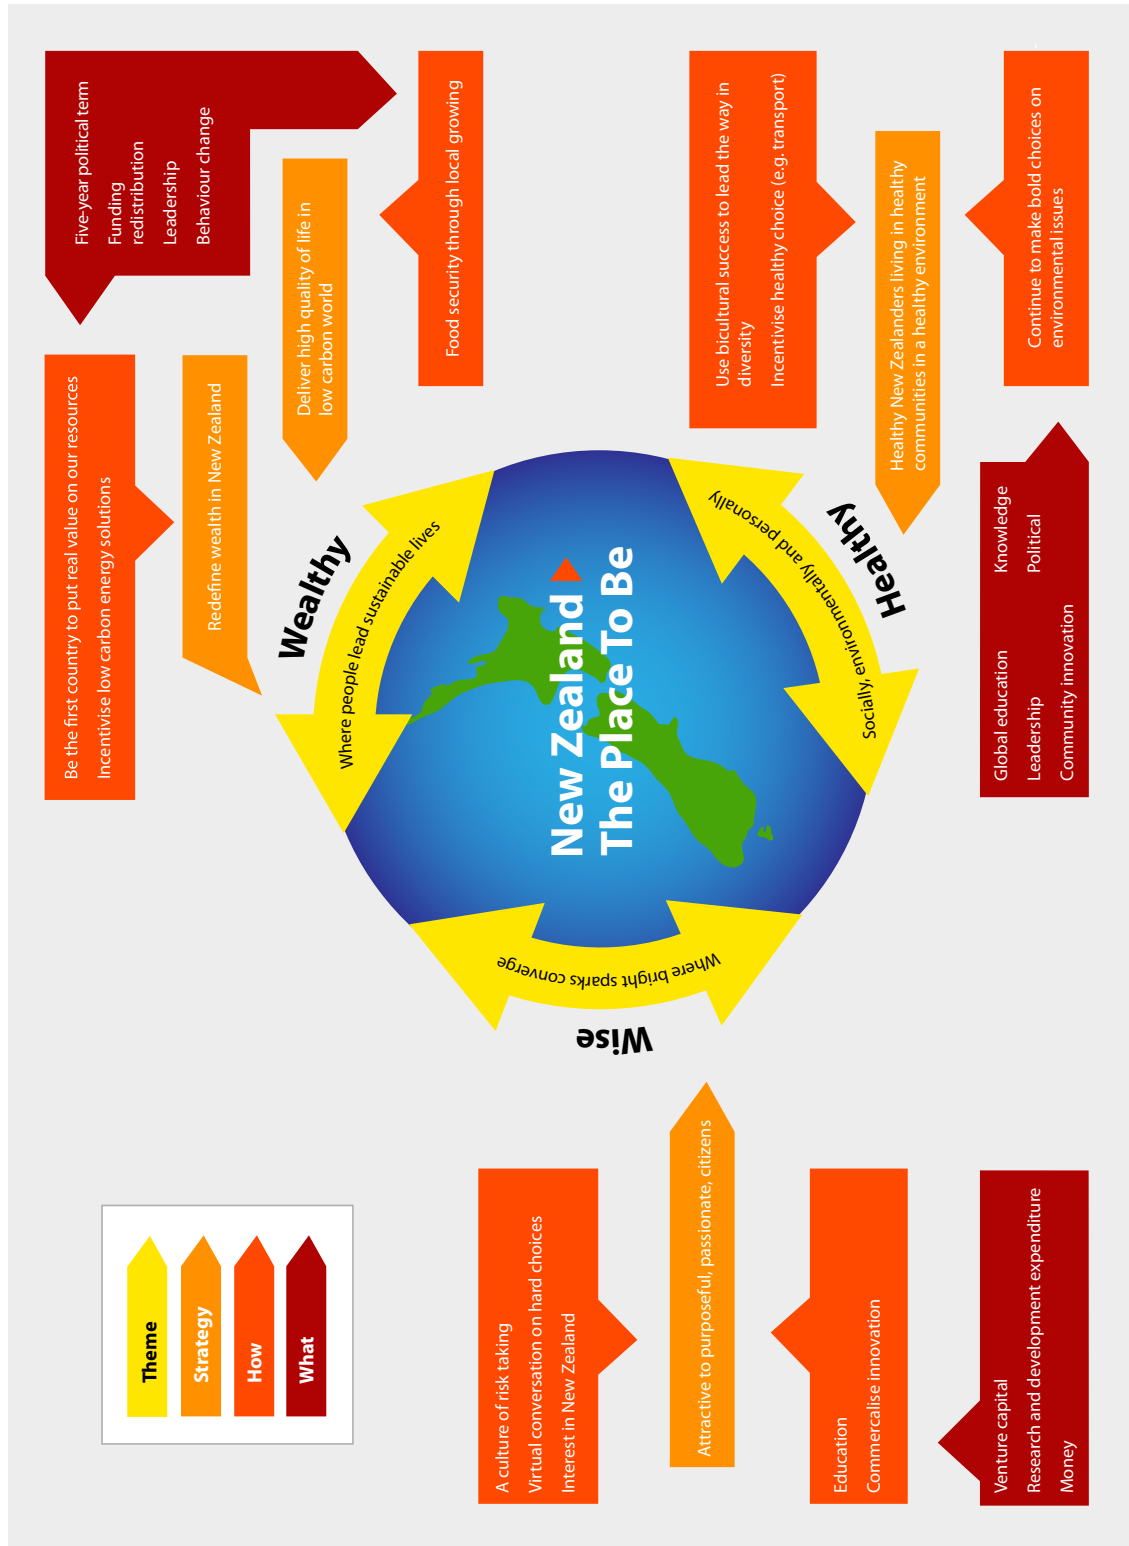 Theme
Strategy
How
What
New Zealand
The Place To Be
Wealthy
Where people lead sustainable lives
Be the first country to put real value on our resources
Incentivise low carbon energy solutions
Redefine wealth in New Zealand
Five-year political term
Funding
redistribution
Leadership
Behaviour change
Deliver high quality of life in
low carbon world
Food security through local growing
Wise
Where bright sparks converge
A culture of risk taking
Virtual conversation on hard choices
Interest in New Zealand
Attractive to purposeful, passionate, citizens
Education
Commercalise innovation
Venture capital
Research and development expenditure
Money
Healthy
Socially, environmentally and personally
Use bicultural success to lead the way in
diversity
Incentivise healthy choice (e.g. transport)
Healthy New Zealanders living in healthy
communities in a healthy environment
Continue to make bold choices on
environmental issues
Global education Knowledge
Leadership Political
Community innovation